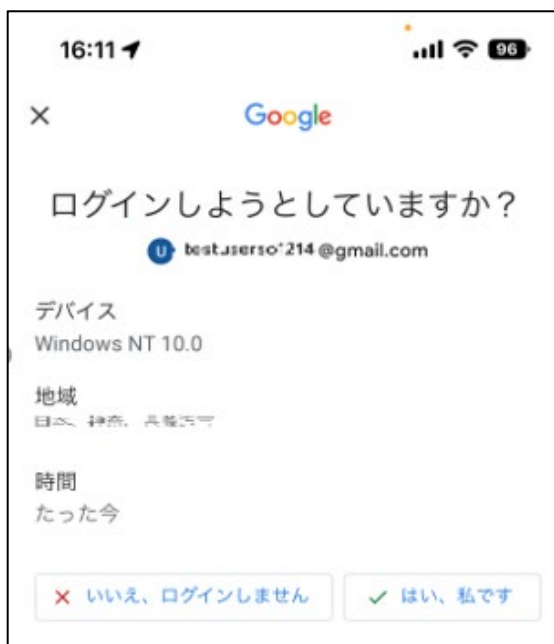 16:11
96
Google
ログインしようとしていますか？
U @gmail.com
デバイス
Windows NT 10.0
地域
時間
たった今
いいえ、ログインしません
はい、私です